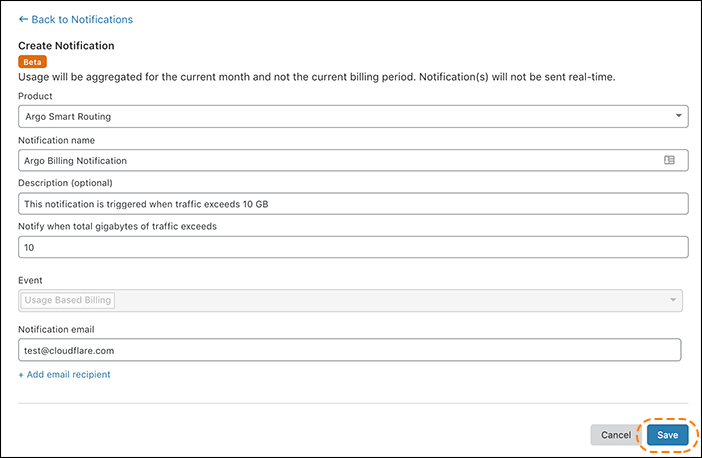 ← Back to Notifications
Create Notification
Beta
Usage will be aggregated for the current month and not the current billing period. Notification(s) will not be sent real-time.
Product
Argo Smart Routing
Notification name
Argo Billing Notification
Description (optional)
This notification is triggered when traffic exceeds 10 GB
Notify when total gigabytes of traffic exceeds
10
Event
Usage Based Billing
Notification email
test@cloudflare.com
+ Add email recipient
Cancel Save